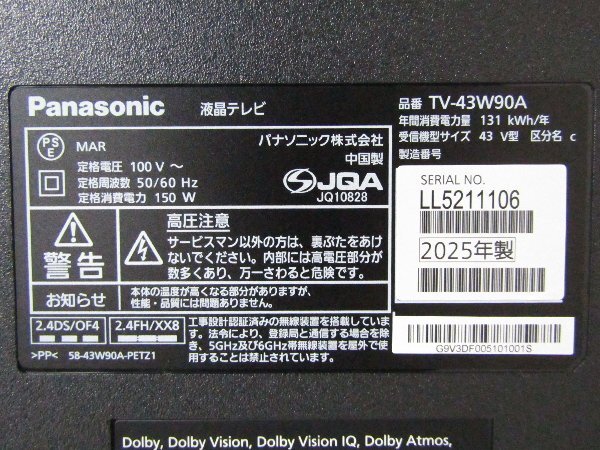 Panasonic 液晶テレビ
品番 TV-43W90A
年間消費電力量 131 kWh/年
受信機型サイズ 43 V型 区分名 c
製造番号
PS
E
MAR
定格電圧 100 V ～
定格周波数 50/60 Hz
定格消費電力 150 W
パナソニック株式会社
中国製
JQA
JQ10828
SERIAL NO.
LL5211106
2025年製
G9V3DF005101001S
警告
高圧注意
サービスマン以外の方は、裏ぶたをあけ
ないでください。内部には高電圧部分が
数多くあり、万一さわると危険です。
お知らせ
本体の温度が高くなる部分がありますが、
性能・品質には問題ありません。
2.4DS/OF4
2.4FH/XX8
>PP< 58-43W90A-PETZ1
工事設計認証済みの無線装置を搭載していま
す。法令により、登録局と通信する場合を除
き、5GHz及び6GHz帯無線装置を屋外で使用
することは禁止されています。
Dolby, Dolby Vision, Dolby Vision IQ, Dolby Atmos,